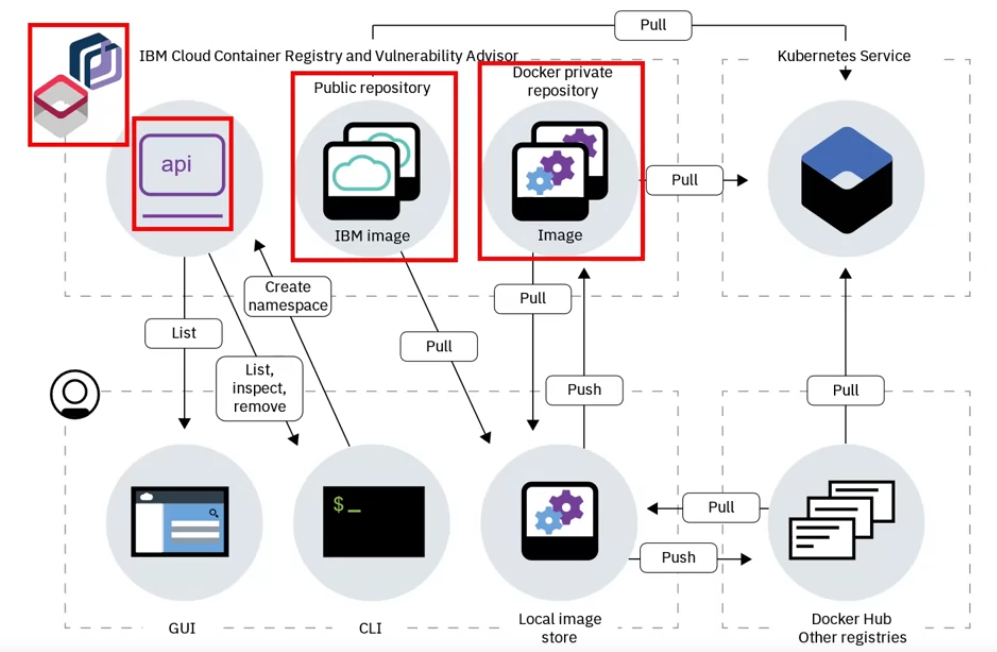 Pull
IBM Cloud Container Registry and Vulnerability Advisor
Kubernetes Service
Public repository
Docker private
repository
api
IBM image
Image
Pull
Create
namespace
Pull
List
Pull
List,
inspect,
remove
Push
Pull
$_
Pull
Push
GUI
CLI
Local image
store
Docker Hub
Other registries